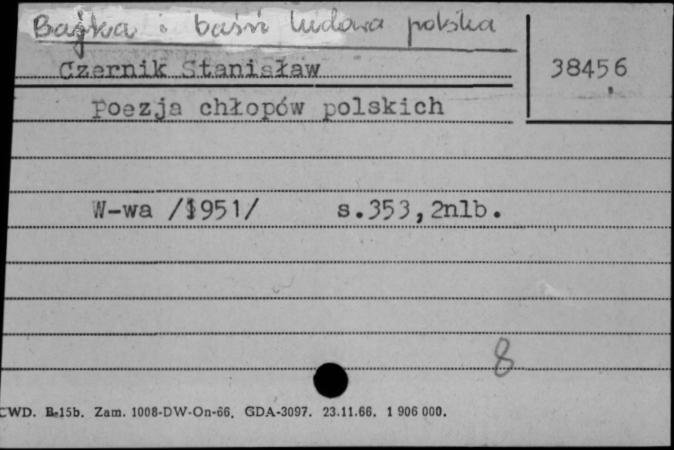 Bajka i baśń ludowa polska
Czernik Stanisław
38456
Poezja chłopów polskich
W-wa /1951/ s.353,2nlb.
8
CWD. B-15b. Zam. 1008-DW-On-66. GDA-3097. 23.11.66. 1 906 000.